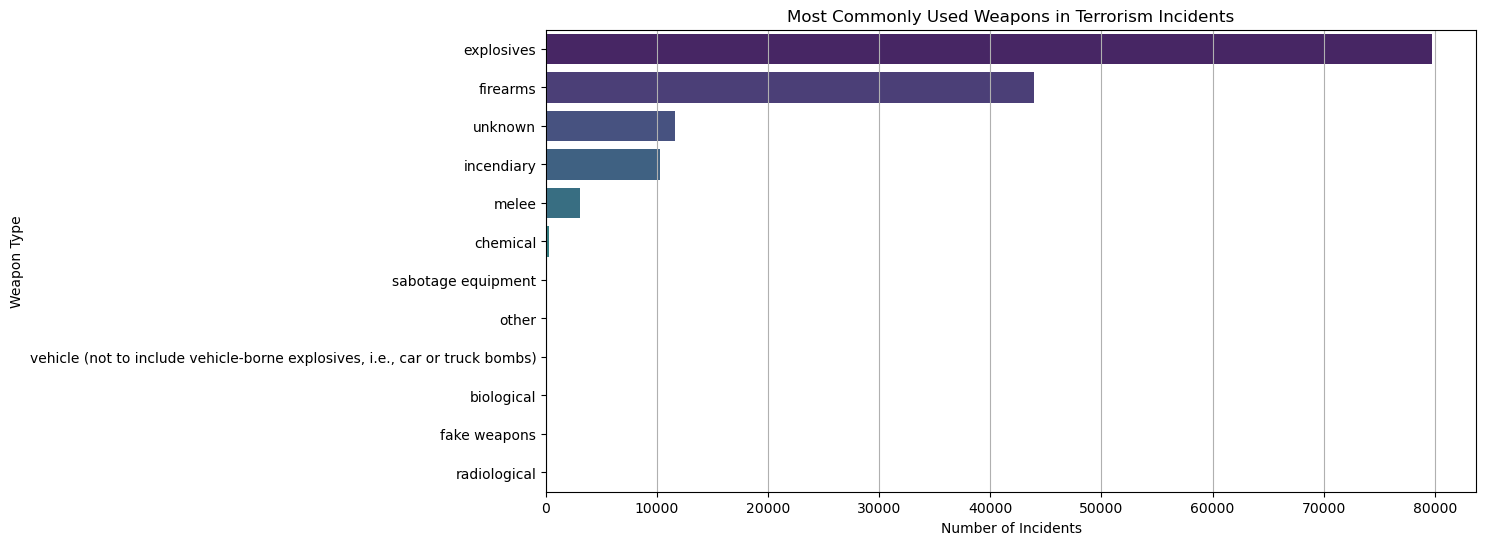 Most Commonly Used Weapons in Terrorism Incidents
Weapon Type
explosives
firearms
unknown
incendiary
melee
chemical
sabotage equipment
other
vehicle (not to include vehicle-borne explosives, i.e., car or truck bombs)
biological
fake weapons
radiological
0 10000 20000 30000 40000 50000 60000 70000 80000
Number of Incidents